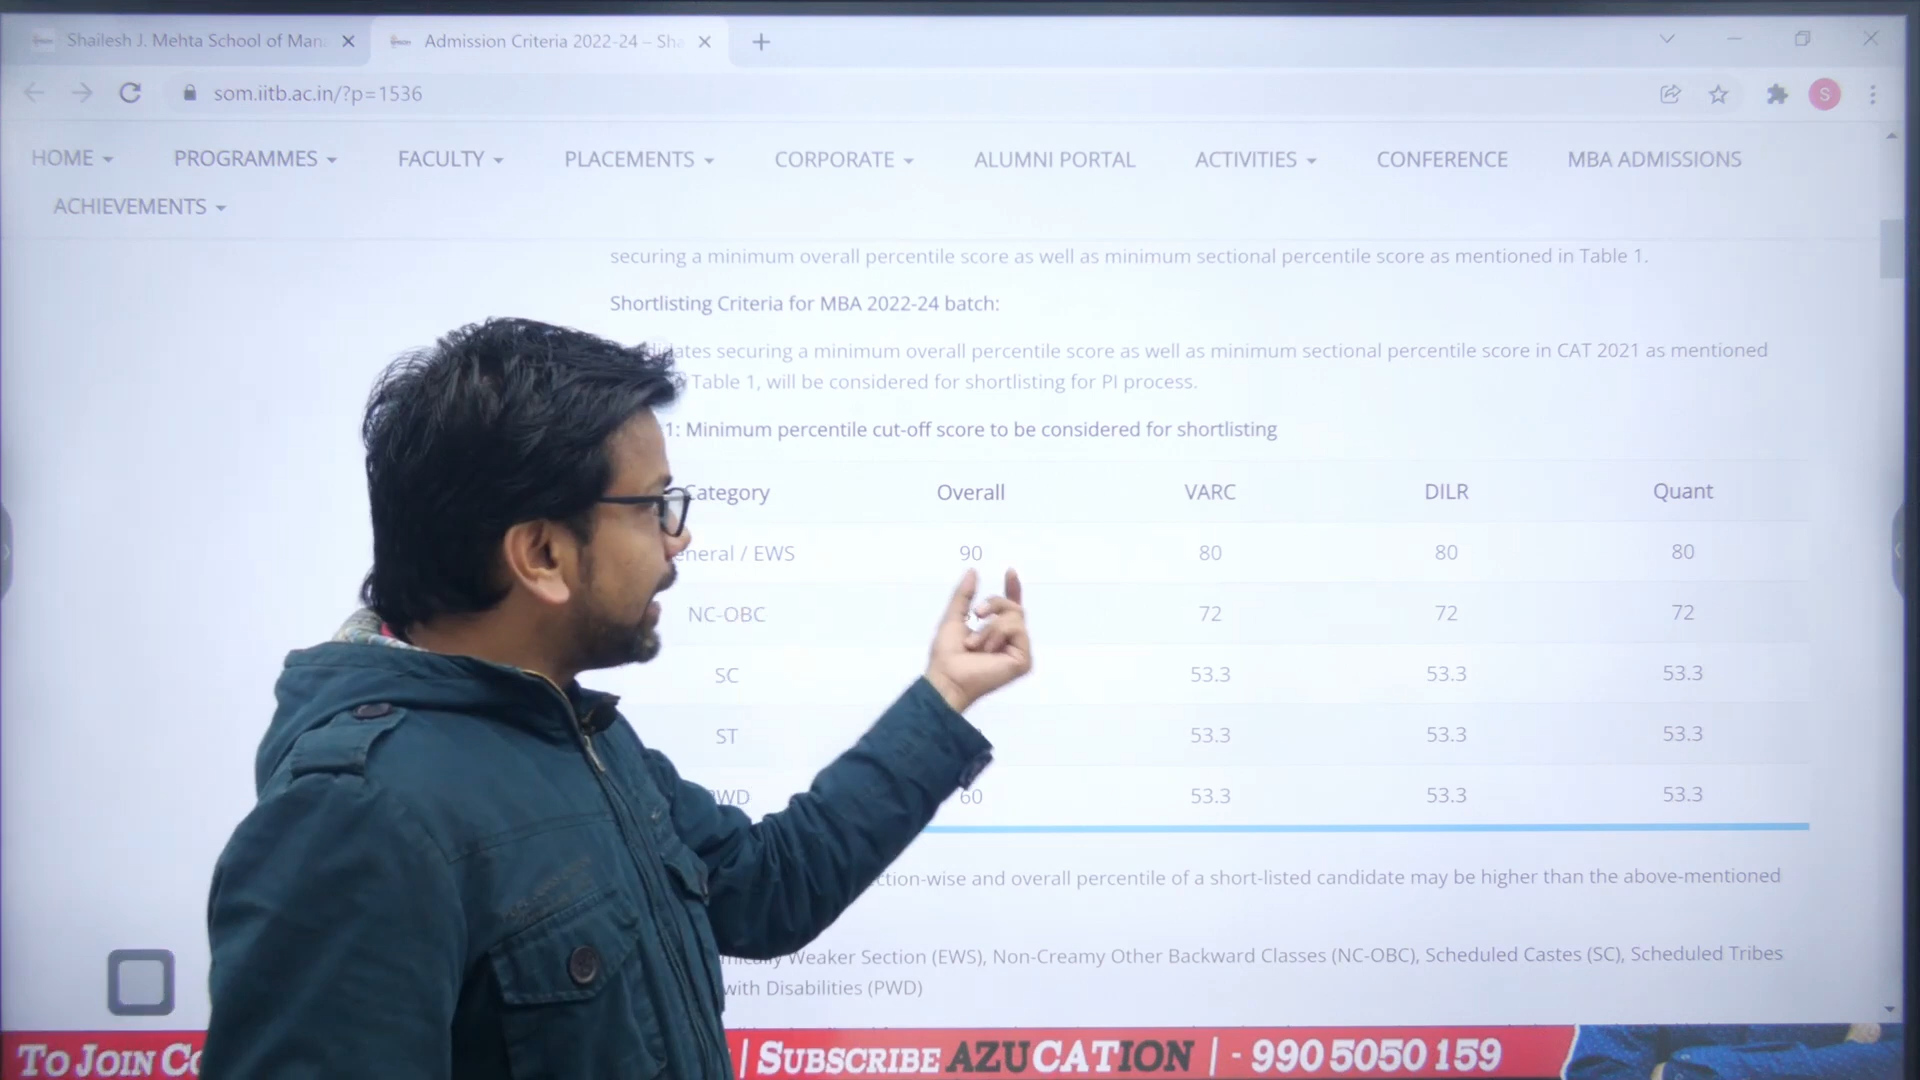 Shailesh J. Mehta School of Man
Admission Criteria 2022-24 – Sha
som.iitb.ac.in/?p=1536
S
HOME PROGRAMMES FACULTY PLACEMENTS CORPORATE ALUMNI PORTAL ACTIVITIES CONFERENCE MBA ADMISSIONS
ACHIEVEMENTS
securing a minimum overall percentile score as well as minimum sectional percentile score as mentioned in Table 1.
Shortlisting Criteria for MBA 2022-24 batch:
securing a minimum overall percentile score as well as minimum sectional percentile score in CAT 2021 as mentioned
Table 1, will be considered for shortlisting for PI process.
1: Minimum percentile cut-off score to be considered for shortlisting
Category Overall VARC DILR Quant
/ EWS 90 80 80 80
NC-OBC 72 72 72
SC 53.3 53.3 53.3
ST 53.3 53.3 53.3
PWD 60 53.3 53.3 53.3
ction-wise and overall percentile of a short-listed candidate may be higher than the above-mentioned
Weaker Section (EWS), Non-Creamy Other Backward Classes (NC-OBC), Scheduled Castes (SC), Scheduled Tribes
with Disabilities (PWD)
TO JOIN | SUBSCRIBE AZUCATION | - 990 5050 159